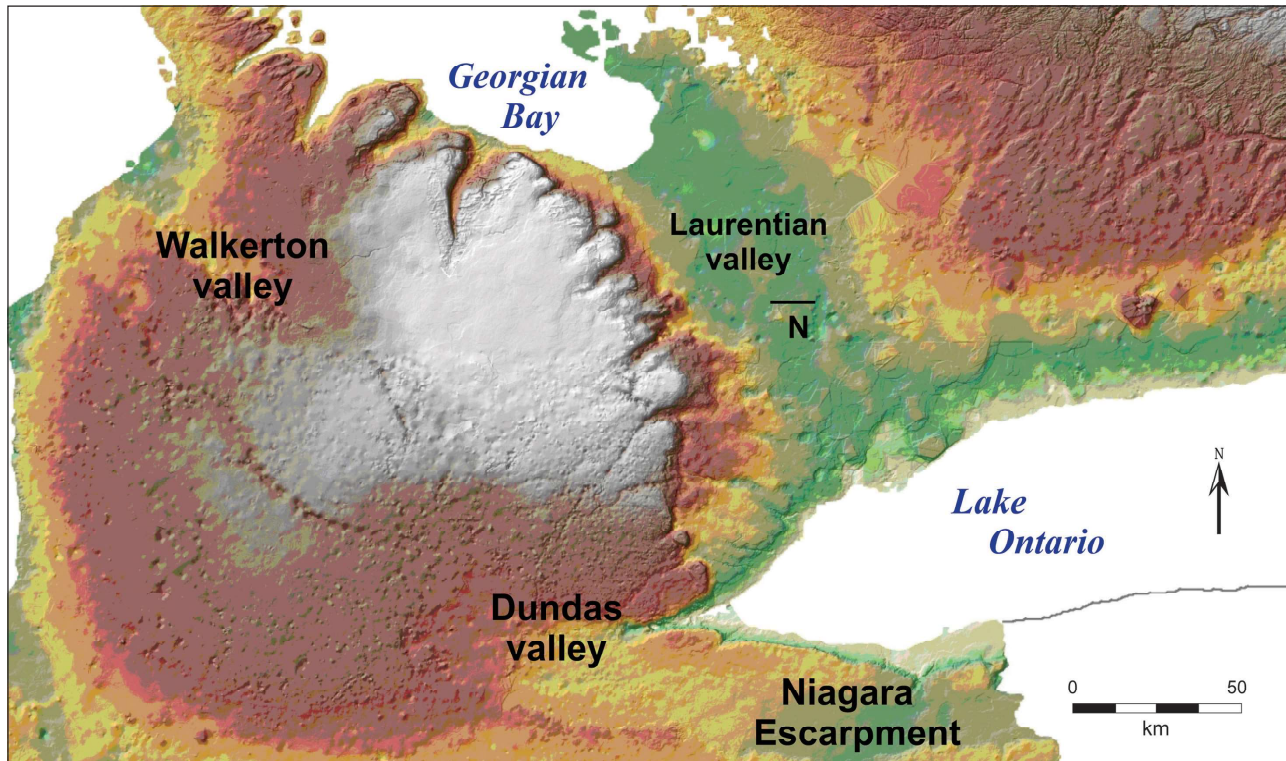 Georgian
Bay
Laurentian
valley
Walkerton
valley
N
N
Lake
Ontario
Dundas
valley
Niagara
Escarpment
0 50
km